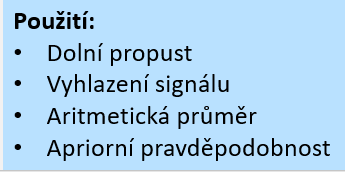 Použití:
• Dolní propust
• Vyhlazení signálu
• Aritmetická průměr
• Apriorní pravděpodobnost